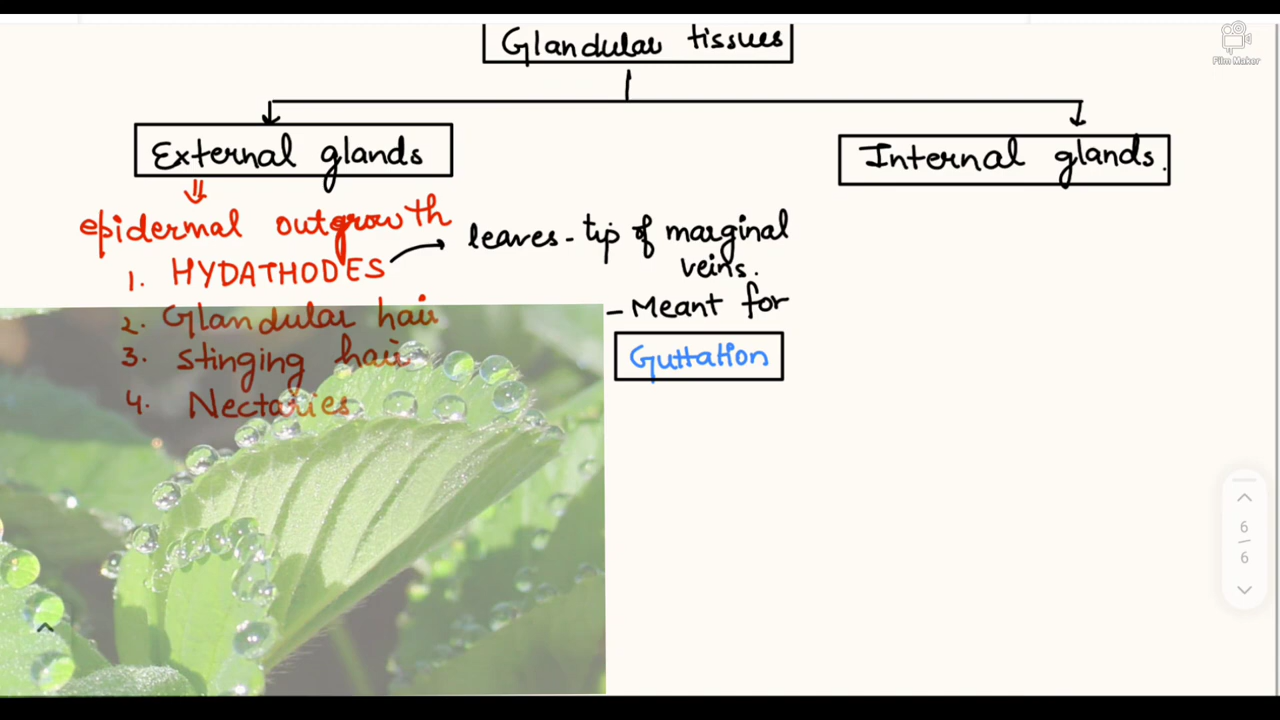 Glandular tissues
Film Maker
External glands
Internal glands.
epidermal outgrowth
leaves - tip of marginal
veins.
1. HYDATHODES
- Meant for
2. Glandular hair
Guttation
3. stinging hair
4. Nectaries
6
6